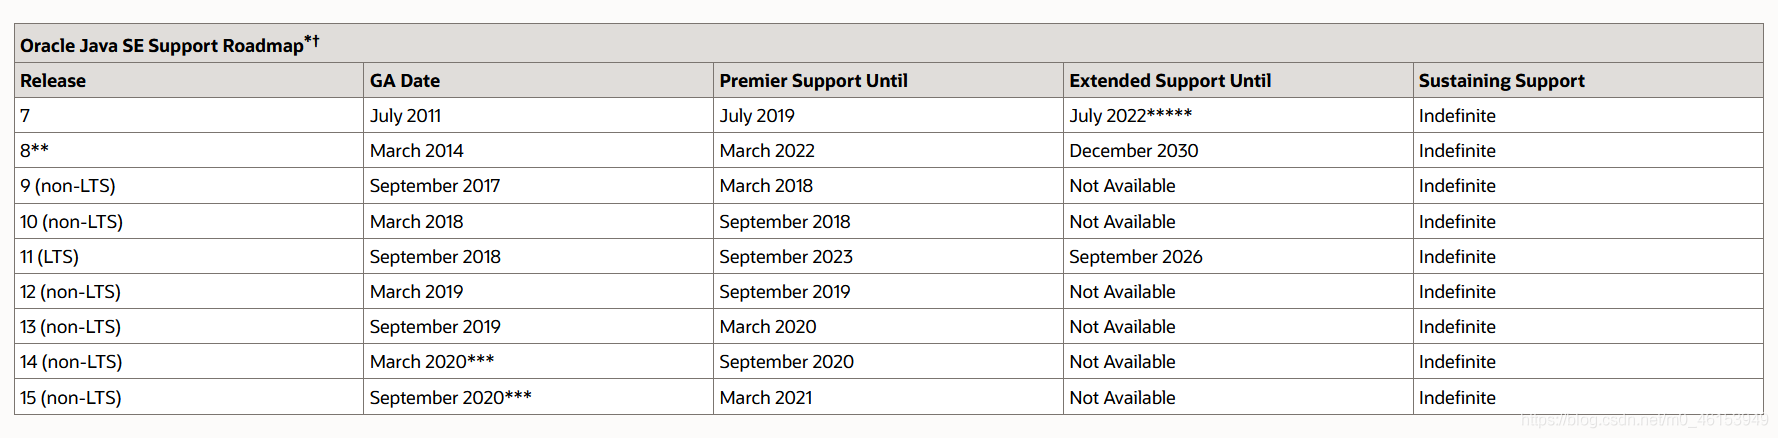 Oracle Java SE Support Roadmap*†
Release GA Date Premier Support Until Extended Support Until Sustaining Support
7 July 2011 July 2019 July 2022***** Indefinite
8** March 2014 March 2022 December 2030 Indefinite
9 (non-LTS) September 2017 March 2018 Not Available Indefinite
10 (non-LTS) March 2018 September 2018 Not Available Indefinite
11 (LTS) September 2018 September 2023 September 2026 Indefinite
12 (non-LTS) March 2019 September 2019 Not Available Indefinite
13 (non-LTS) September 2019 March 2020 Not Available Indefinite
14 (non-LTS) March 2020*** September 2020 Not Available Indefinite
15 (non-LTS) September 2020*** March 2021 Not Available Indefinite
https://blog.csdn.net/m0_46153949